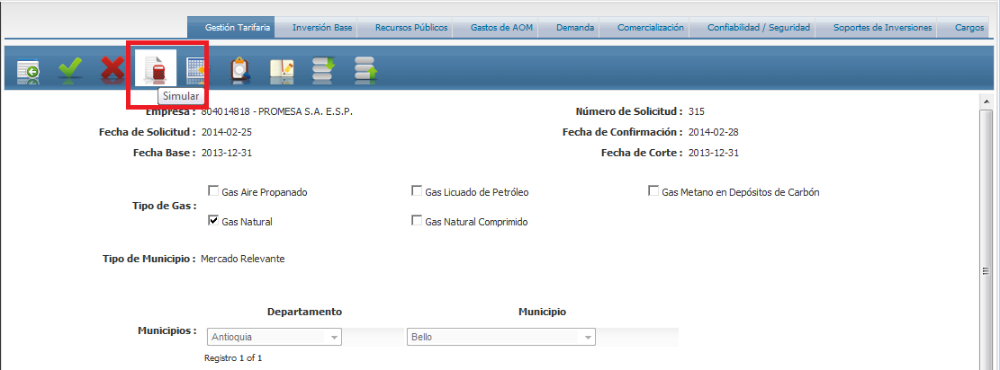 Gestión Tarifaria Inversión Base Recursos Públicos Gastos de AOM Demanda Comercialización Confiabilidad / Seguridad Soportes de Inversiones Cargos
Simular
Empresa : 804014818 - PROMESA S.A. E.S.P. Número de Solicitud : 315
Fecha de Solicitud : 2014-02-25 Fecha de Confirmación : 2014-02-28
Fecha Base : 2013-12-31 Fecha de Corte : 2013-12-31
Gas Aire Propanado Gas Licuado de Petróleo Gas Metano en Depósitos de Carbón
Tipo de Gas :
Gas Natural Gas Natural Comprimido
Tipo de Municipio : Mercado Relevante
Departamento Municipio
Municipios : Antioquia Bello
Registro 1 of 1